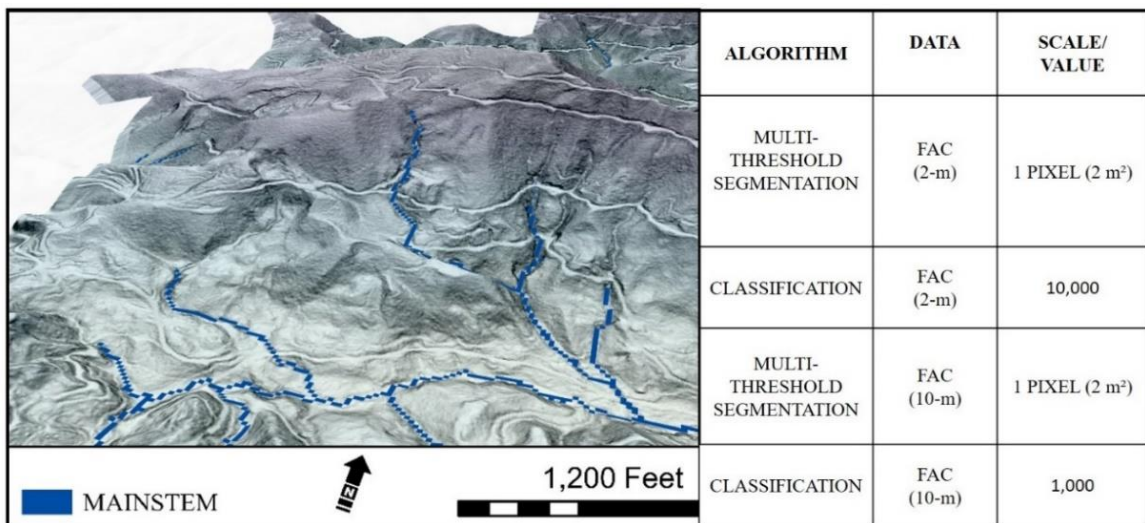 ALGORITHM
DATA
SCALE/
VALUE
MULTI-
THRESHOLD
SEGMENTATION
FAC
(2-m)
1 PIXEL (2 m²)
CLASSIFICATION
FAC
(2-m)
10,000
MULTI-
THRESHOLD
SEGMENTATION
FAC
(10-m)
1 PIXEL (2 m²)
CLASSIFICATION
FAC
(10-m)
1,000
MAINSTEM
N
1,200 Feet